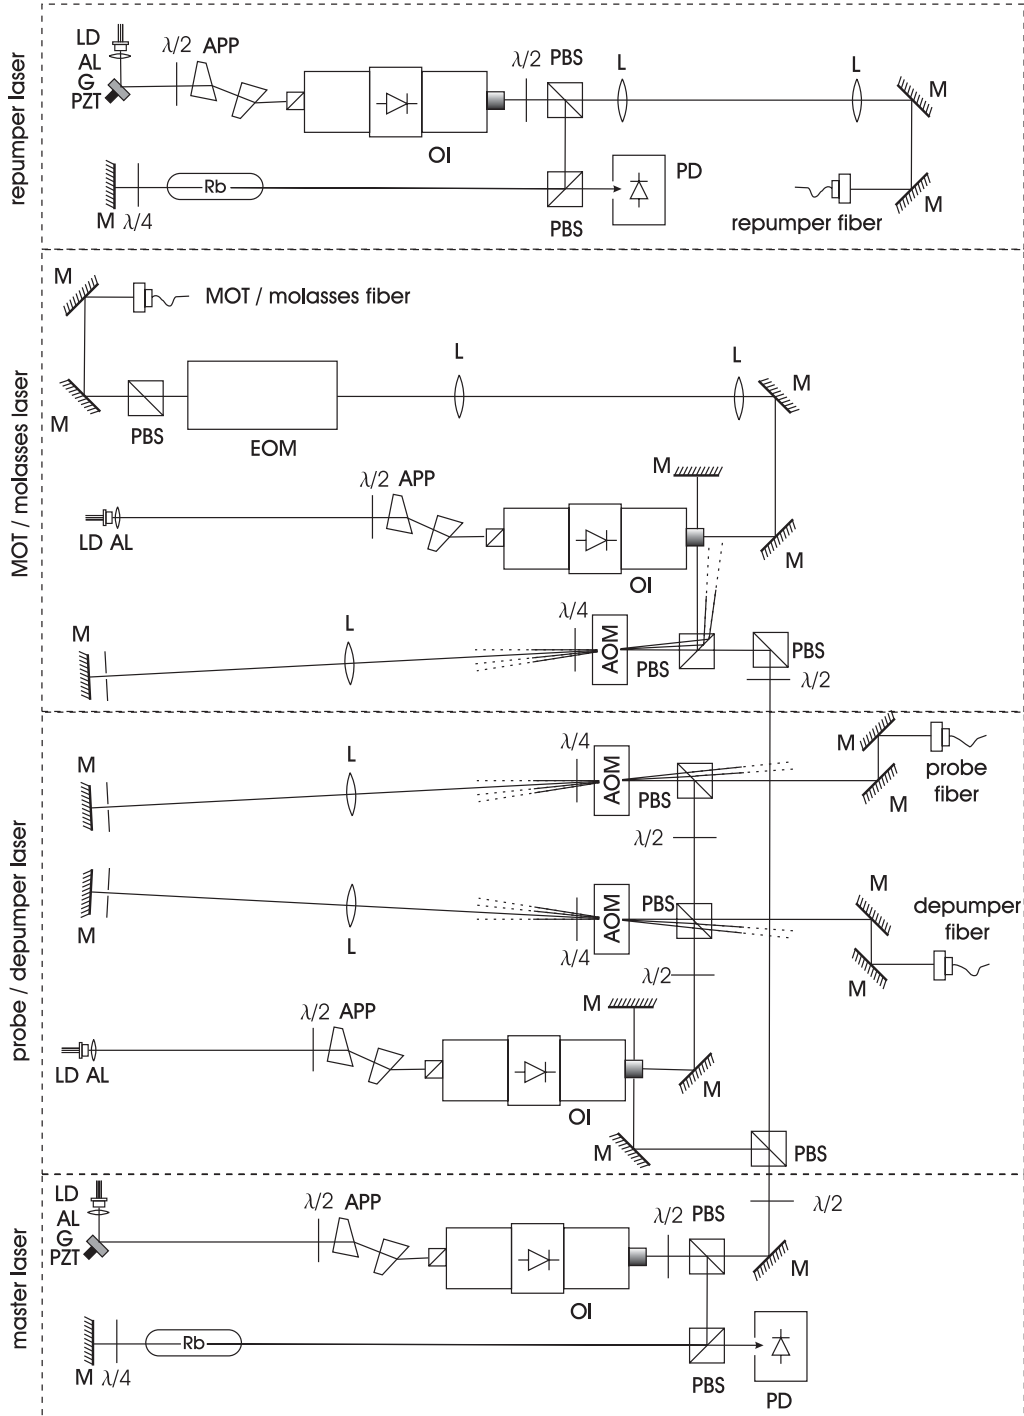 repumper laser
LD
AL
G
PZT
λ/2 APP
OI
λ/2
PBS
L
L
M
M
λ/4
Rb
PBS
PD
repumper fiber
M
MOT / molasses laser
M
MOT / molasses fiber
M
PBS
EOM
L
L
M
M
λ/2 APP
LD AL
OI
M
M
L
λ/4
AOM
PBS
PBS
λ/2
probe / depumper laser
M
L
λ/4
AOM
PBS
M
M
probe
fiber
λ/2
M
L
λ/4
AOM
PBS
M
depumper
fiber
M
λ/2
M
λ/2 APP
LD AL
OI
M
M
PBS
master laser
LD
AL
G
PZT
λ/2 APP
OI
λ/2
PBS
λ/2
M
M
λ/4
Rb
PBS
PD